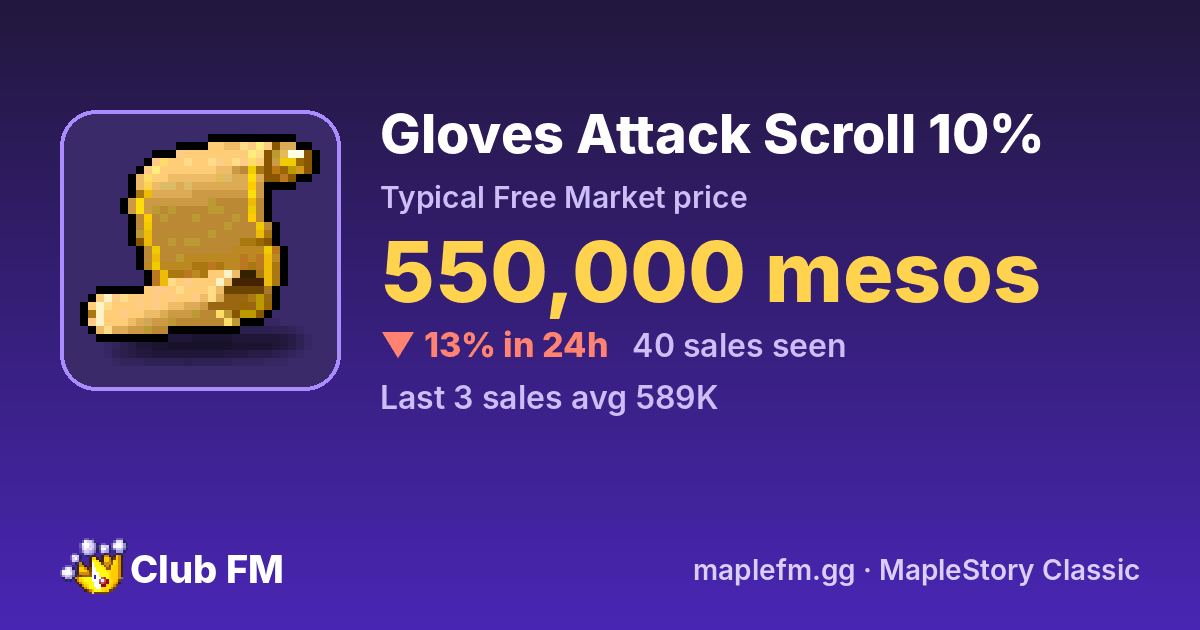 Gloves Attack Scroll 10%
Typical Free Market price
550,000 mesos
▼ 13% in 24h 40 sales seen
Last 3 sales avg 589K
Club FM
maplefm.gg · MapleStory Classic